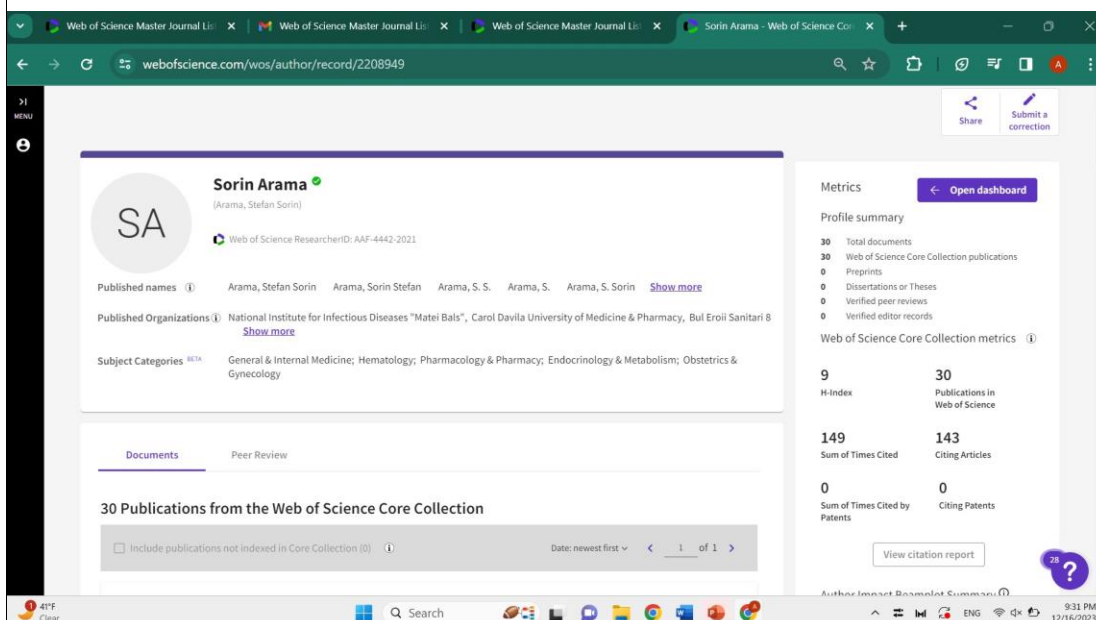 Web of Science Master Journal Lis
Web of Science Master Journal Lis
Web of Science Master Journal Lis
Sorin Arama - Web of Science Cor
webofscience.com/wos/author/record/2208949
A
MENU
Share
Submit a correction
SA
Sorin Arama
(Arama, Stefan Sorin)
Web of Science ResearcherID: AAF-4442-2021
Published names
Arama, Stefan Sorin Arama, Sorin Stefan Arama, S. S. Arama, S. Arama, S. Sorin Show more
Published Organizations
National Institute for Infectious Diseases "Matei Bals", Carol Davila University of Medicine & Pharmacy, Bul Eroii Sanitari 8
Show more
Subject Categories BETA
General & Internal Medicine; Hematology; Pharmacology & Pharmacy; Endocrinology & Metabolism; Obstetrics &
Gynecology
Documents Peer Review
30 Publications from the Web of Science Core Collection
Include publications not indexed in Core Collection (0)
Date: newest first 1 of 1
Metrics
Open dashboard
Profile summary
30 Total documents
30 Web of Science Core Collection publications
0 Preprints
0 Dissertations or Theses
0 Verified peer reviews
0 Verified editor records
Web of Science Core Collection metrics
9
H-Index
30
Publications in
Web of Science
149
Sum of Times Cited
143
Citing Articles
0
Sum of Times Cited by
Patents
0
Citing Patents
View citation report
28
?
Author Impact Beamplot Summary
1
41°F
Clear
Search
ENG
9:31 PM
12/16/2023